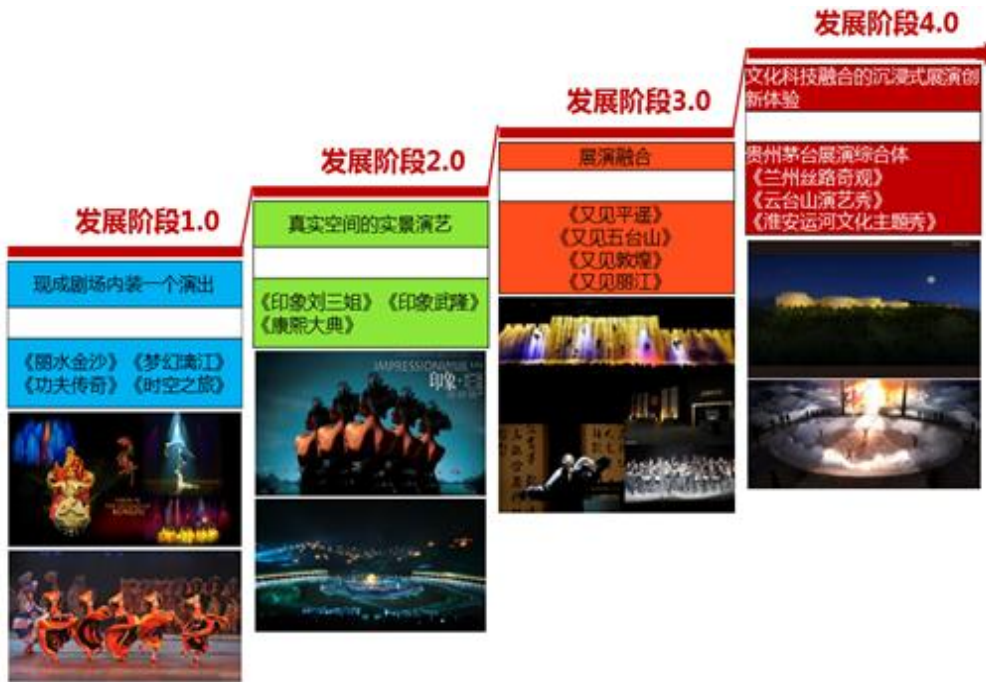 发展阶段1.0
现成剧场内装一个演出
《丽水金沙》《梦幻漓江》
《功夫传奇》《时空之旅》
发展阶段2.0
真实空间的实景演艺
《印象刘三姐》《印象武隆》
《康熙大典》
IMPRESSION
印象
发展阶段3.0
展演融合
《又见平遥》
《又见五台山》
《又见敦煌》
《又见丽江》
发展阶段4.0
文化科技融合的沉浸式展演创
新体验
贵州茅台展演综合体
《兰州丝路奇观》
《云台山演艺秀》
《淮安运河文化主题秀》